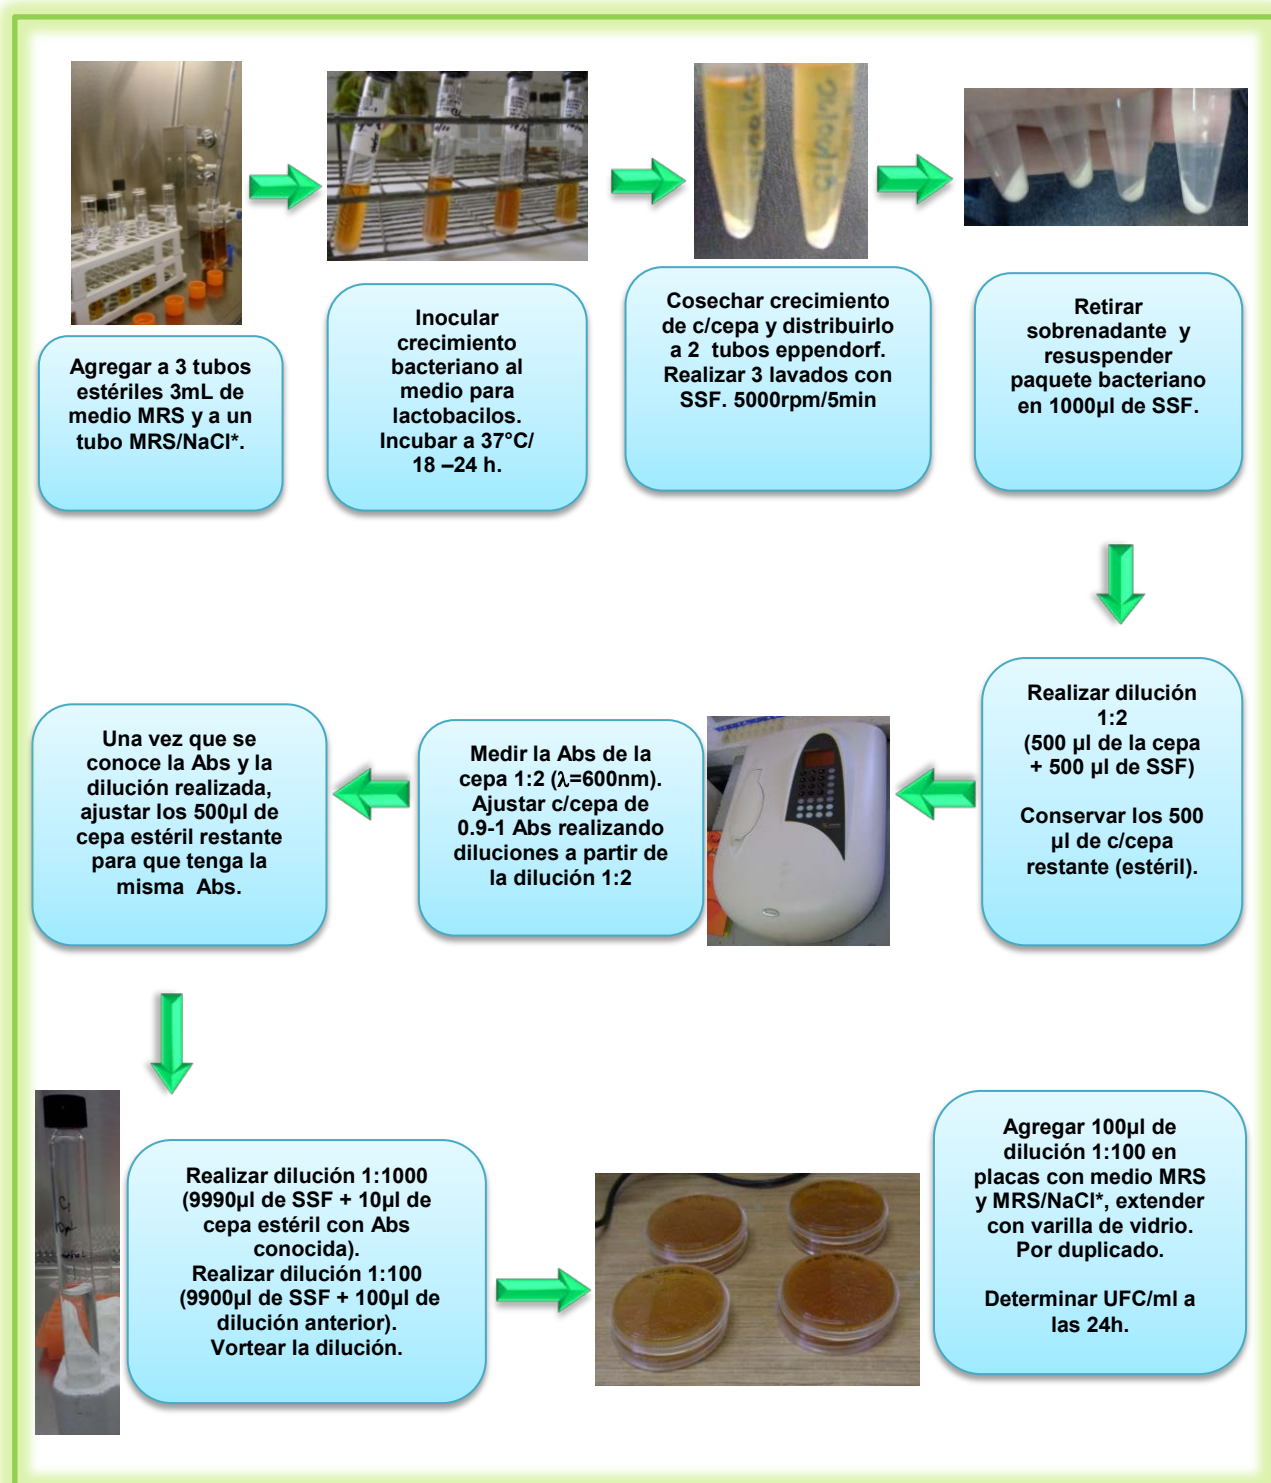 Agregar a 3 tubos
estériles 3mL de
medio MRS y a un
tubo MRS/NaCl*.
Inocular
crecimiento
bacteriano al
medio para
lactobacilos.
Incubar a 37°C/
18 –24 h.
Cosechar crecimiento
de c/cepa y distribuirlo
a 2 tubos eppendorf.
Realizar 3 lavados con
SSF. 5000rpm/5min
Retirar
sobrenadante y
resuspender
paquete bacteriano
en 1000µl de SSF.
Realizar dilución
1:2
(500 µl de la cepa
+ 500 µl de SSF)
Conservar los 500
µl de c/cepa
restante (estéril).
Medir la Abs de la
cepa 1:2 (λ=600nm).
Ajustar c/cepa de
0.9-1 Abs realizando
diluciones a partir de
la dilución 1:2
Una vez que se
conoce la Abs y la
dilución realizada,
ajustar los 500µl de
cepa estéril restante
para que tenga la
misma Abs.
Realizar dilución 1:1000
(9990µl de SSF + 10µl de
cepa estéril con Abs
conocida).
Realizar dilución 1:100
(9900µl de SSF + 100µl de
dilución anterior).
Vortear la dilución.
Agregar 100µl de
dilución 1:100 en
placas con medio MRS
y MRS/NaCl*, extender
con varilla de vidrio.
Por duplicado.
Determinar UFC/ml a
las 24h.